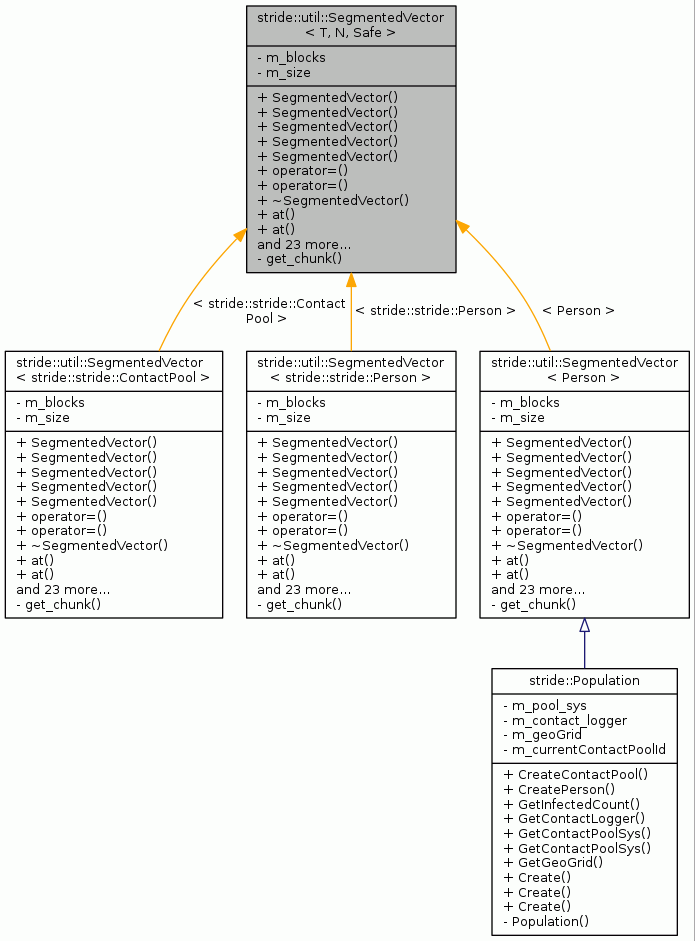 stride::util::SegmentedVector
< T, N, Safe >
- m_blocks
- m_size
+ SegmentedVector()
+ SegmentedVector()
+ SegmentedVector()
+ SegmentedVector()
+ SegmentedVector()
+ operator=()
+ operator=()
+ ~SegmentedVector()
+ at()
+ at()
and 23 more...
- get_chunk()
< stride::stride::Contact
Pool >
< stride::stride::Person >
< Person >
stride::util::SegmentedVector
< stride::stride::ContactPool >
- m_blocks
- m_size
+ SegmentedVector()
+ SegmentedVector()
+ SegmentedVector()
+ SegmentedVector()
+ SegmentedVector()
+ operator=()
+ operator=()
+ ~SegmentedVector()
+ at()
+ at()
and 23 more...
- get_chunk()
stride::util::SegmentedVector
< stride::stride::Person >
- m_blocks
- m_size
+ SegmentedVector()
+ SegmentedVector()
+ SegmentedVector()
+ SegmentedVector()
+ SegmentedVector()
+ operator=()
+ operator=()
+ ~SegmentedVector()
+ at()
+ at()
and 23 more...
- get_chunk()
stride::util::SegmentedVector
< Person >
- m_blocks
- m_size
+ SegmentedVector()
+ SegmentedVector()
+ SegmentedVector()
+ SegmentedVector()
+ SegmentedVector()
+ operator=()
+ operator=()
+ ~SegmentedVector()
+ at()
+ at()
and 23 more...
- get_chunk()
stride::Population
- m_pool_sys
- m_contact_logger
- m_geoGrid
- m_currentContactPoolId
+ CreateContactPool()
+ CreatePerson()
+ GetInfectedCount()
+ GetContactLogger()
+ GetContactPoolSys()
+ GetContactPoolSys()
+ GetGeoGrid()
+ Create()
+ Create()
+ Create()
- Population()